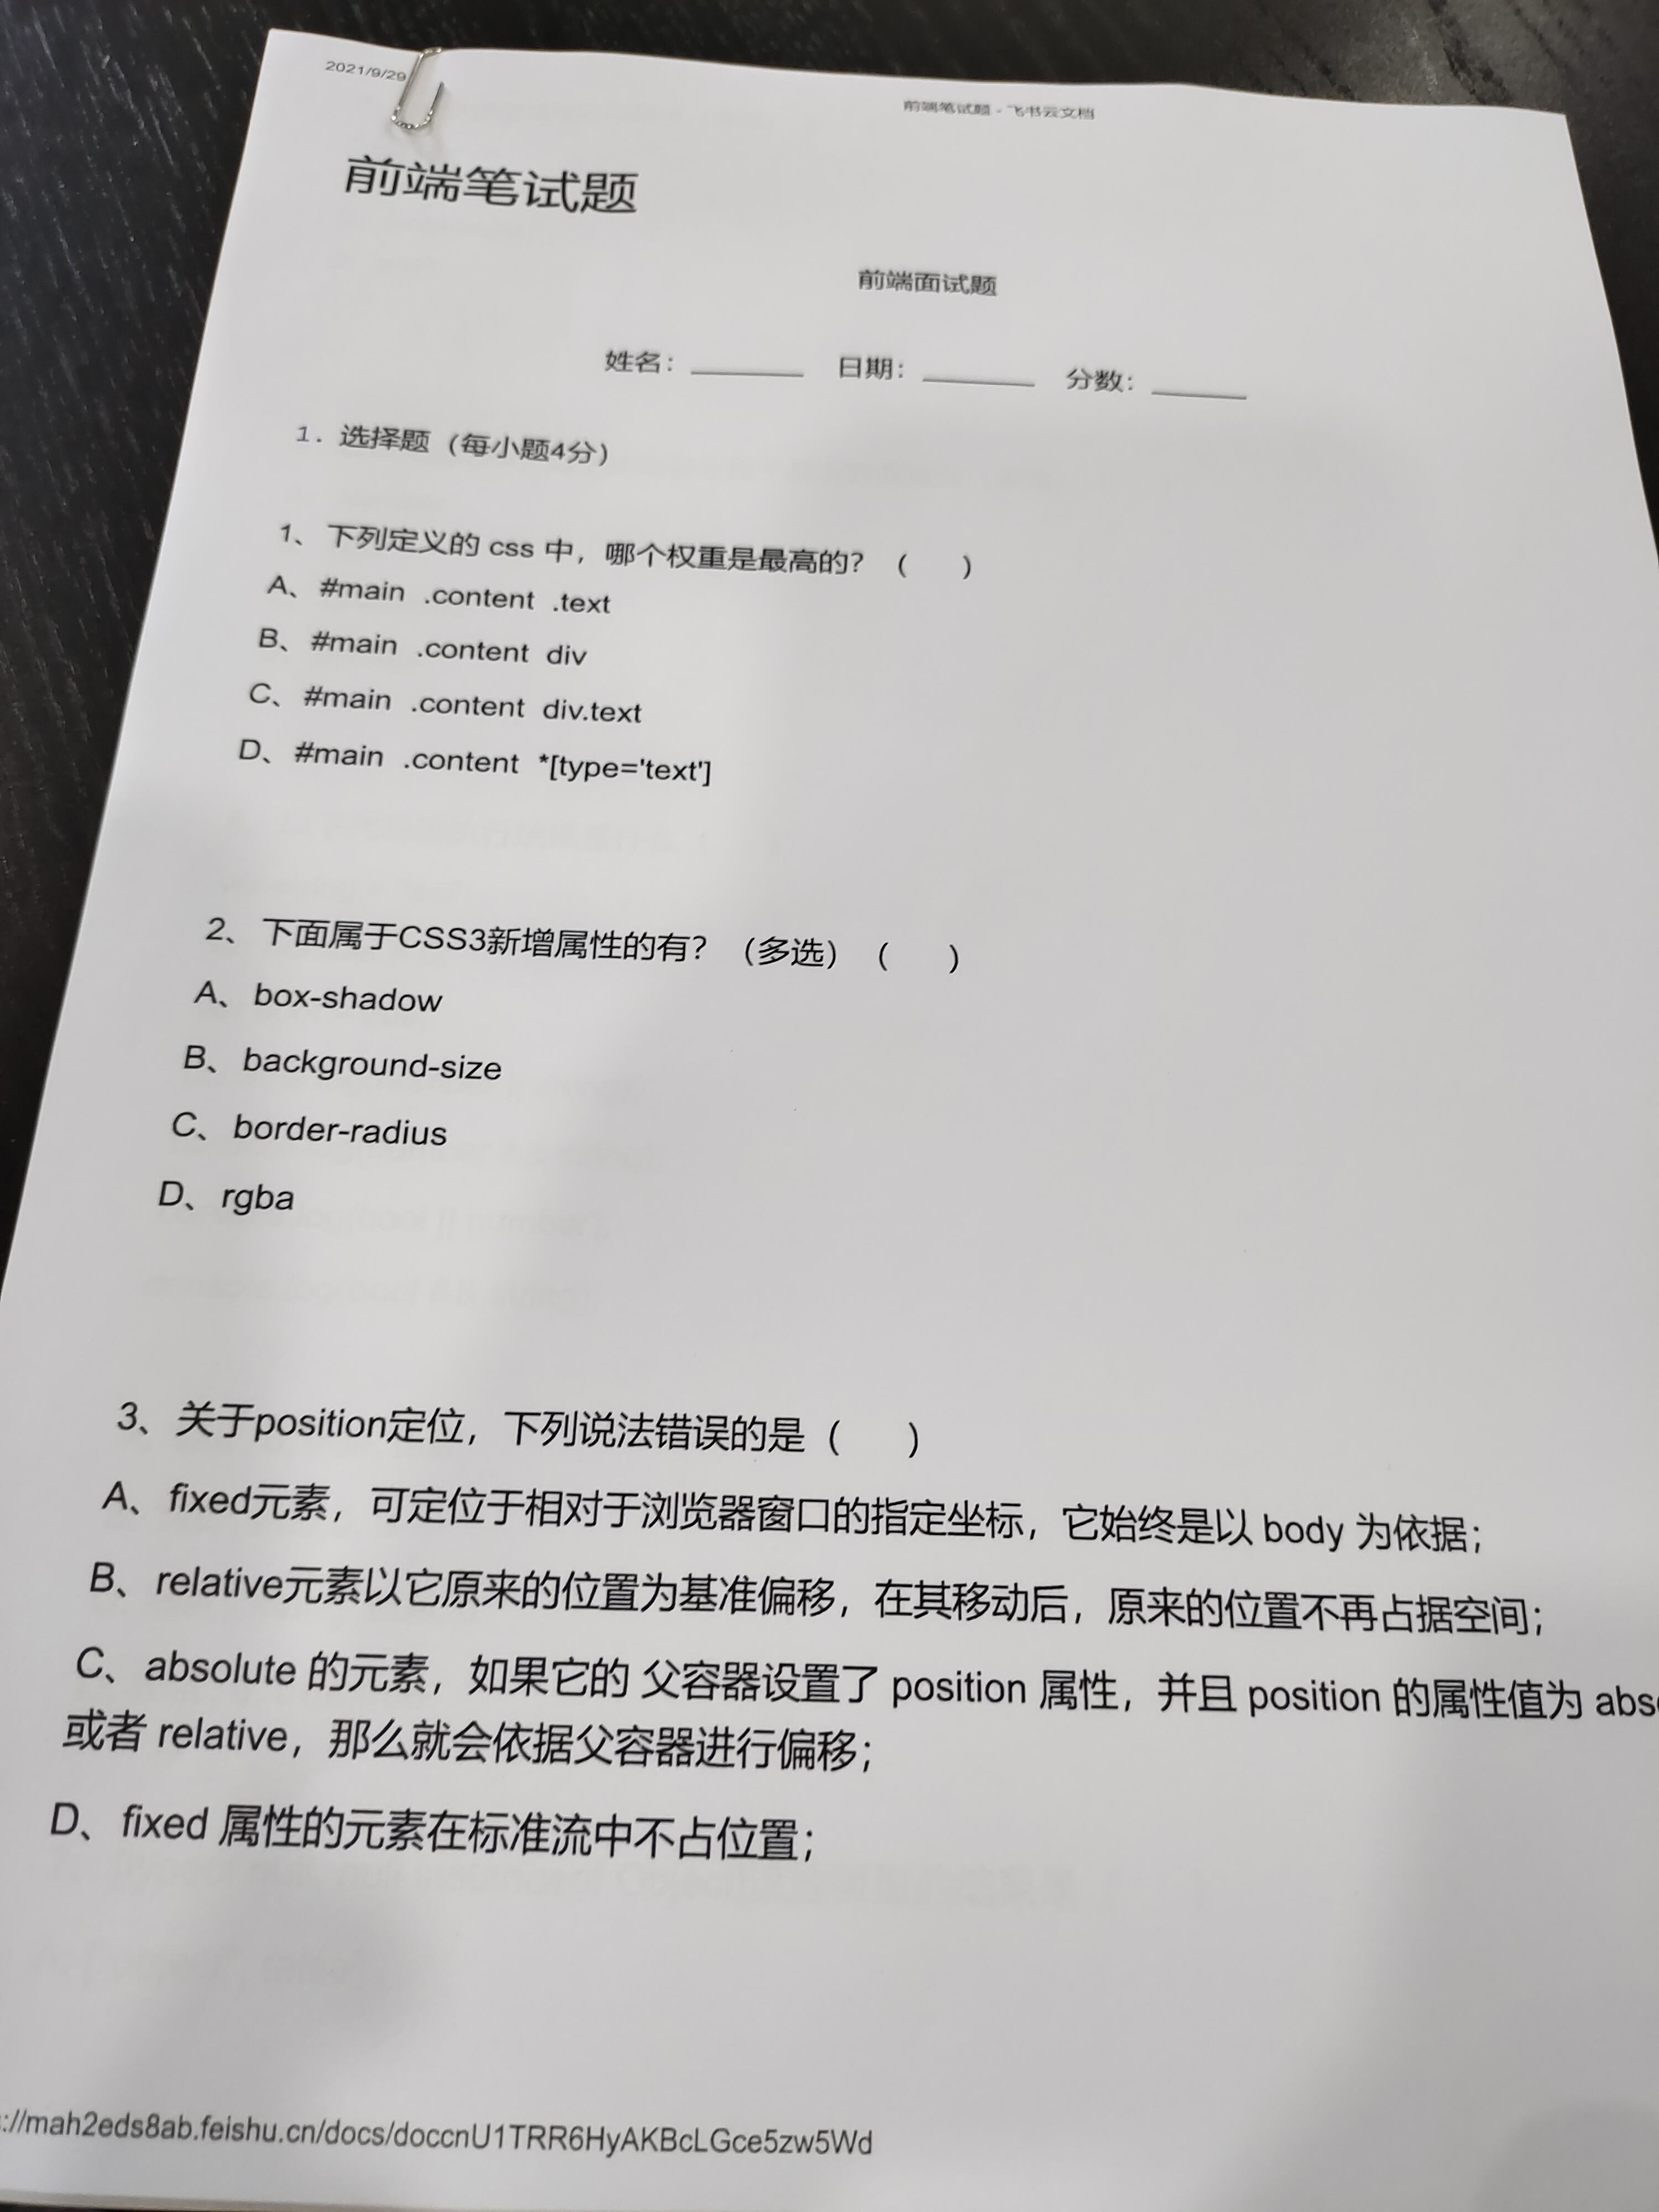 2021/9/29
前端笔试题 - 飞书云文档
前端笔试题
前端面试题
姓名：______ 日期：______ 分数：______
1. 选择题（每小题4分）
1、下列定义的 css 中，哪个权重是最高的？（ ）
A、#main .content .text
B、#main .content div
C、#main .content div.text
D、#main .content *[type='text']
2、下面属于CSS3新增属性的有？（多选）（ ）
A、box-shadow
B、background-size
C、border-radius
D、rgba
3、关于position定位，下列说法错误的是（ ）
A、fixed元素，可定位于相对于浏览器窗口的指定坐标，它始终是以 body 为依据；
B、relative元素以它原来的位置为基准偏移，在其移动后，原来的位置不再占据空间；
C、absolute 的元素，如果它的 父容器设置了 position 属性，并且 position 的属性值为 abs
或者 relative，那么就会依据父容器进行偏移；
D、fixed 属性的元素在标准流中不占位置；
://mah2eds8ab.feishu.cn/docs/doccnU1TRR6HyAKBcLGce5zw5Wd